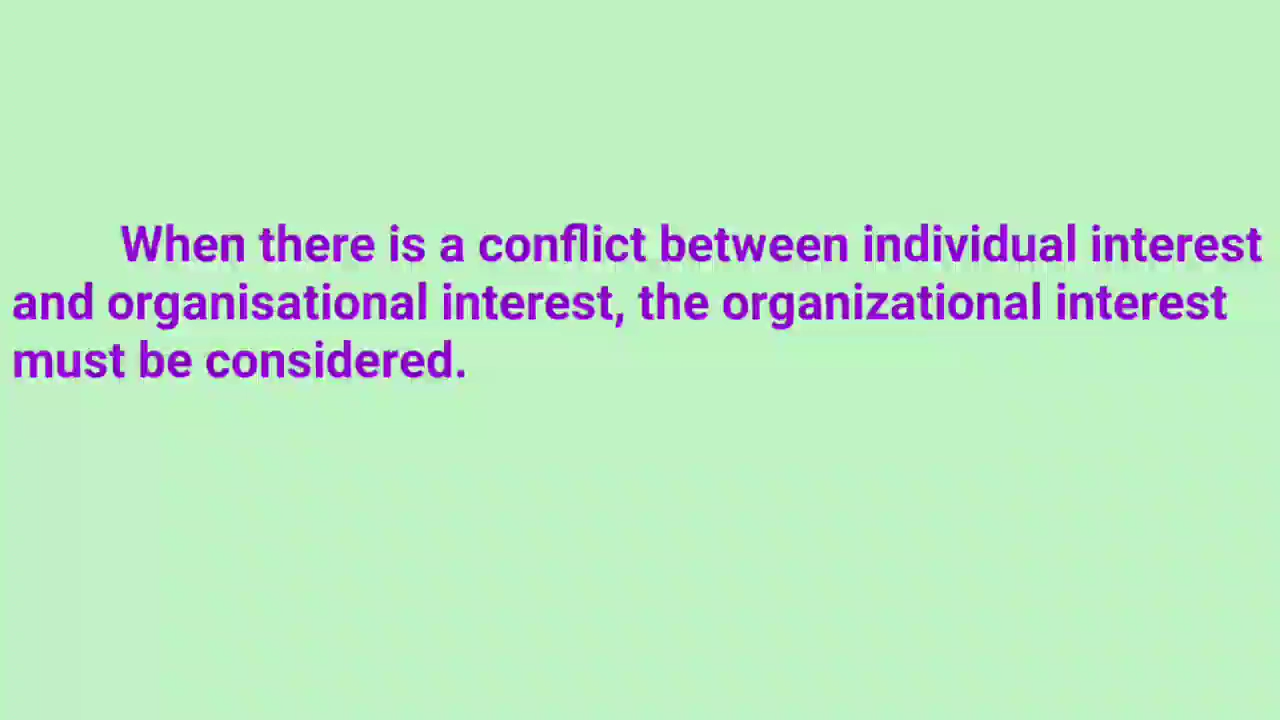 When there is a conflict between individual interest
and organisational interest, the organizational interest
must be considered.